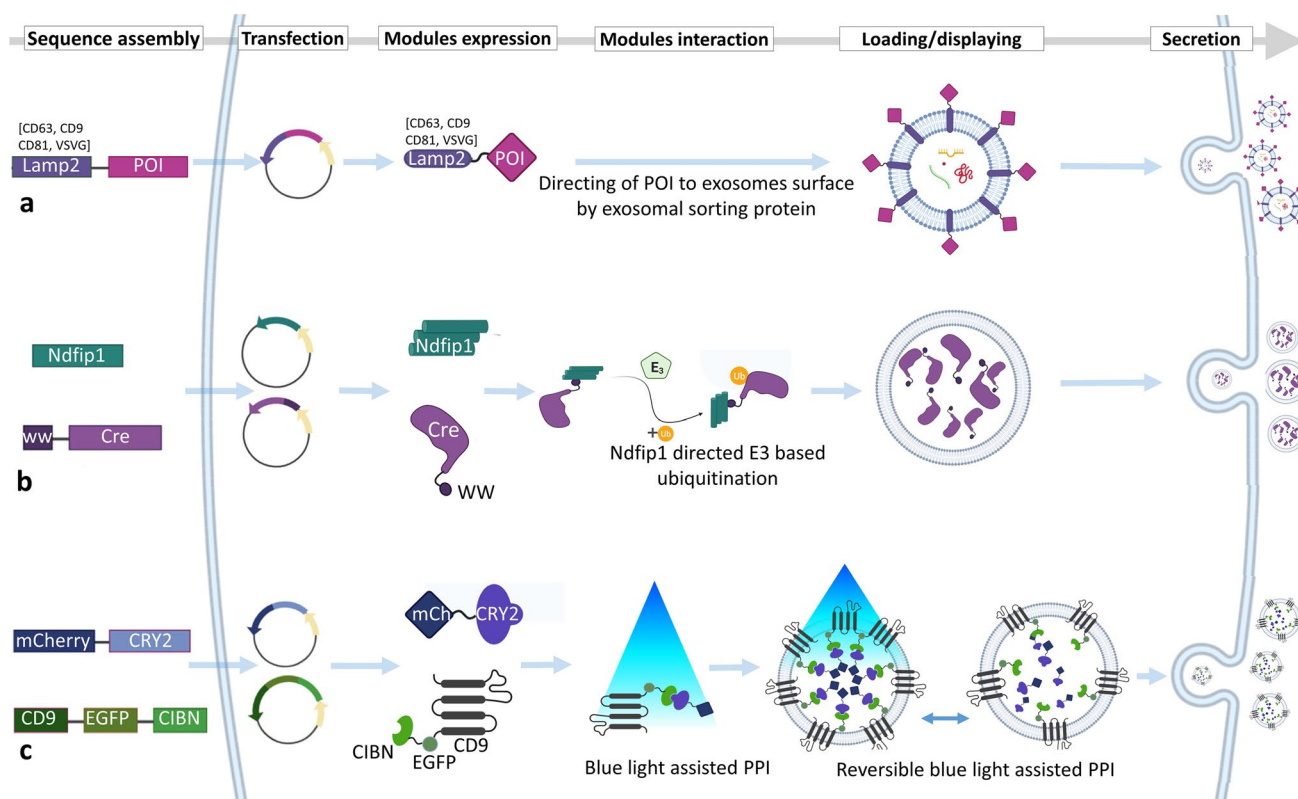 Sequence assembly
Transfection
Modules expression
Modules interaction
Loading/displaying
Secretion
[CD63, CD9
CD81, VSVG]
Lamp2
POI
a
[CD63, CD9
CD81, VSVG]
Lamp2
POI
Directing of POI to exosomes surface
by exosomal sorting protein
Ndfip1
ww
Cre
b
Ndfip1
Cre
WW
E3
Ub
+Ub
Ndfip1 directed E3 based
ubiquitination
mCherry
CRY2
CD9
EGFP
CIBN
c
mCh
CRY2
CIBN
EGFP
CD9
Blue light assisted PPI
Reversible blue light assisted PPI